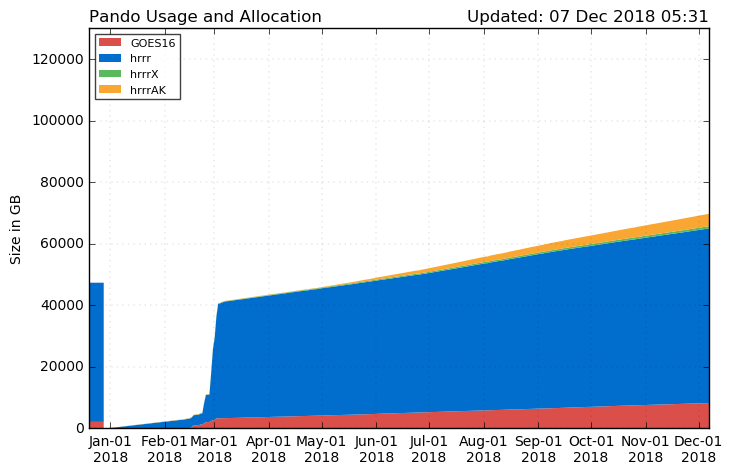 Pando Usage and Allocation Updated: 07 Dec 2018 05:31
GOES16
hrrr
hrrrX
hrrrAK
Size in GB
120000
100000
80000
60000
40000
20000
0
Jan-01 Feb-01 Mar-01 Apr-01 May-01 Jun-01 Jul-01 Aug-01 Sep-01 Oct-01 Nov-01 Dec-01
2018 2018 2018 2018 2018 2018 2018 2018 2018 2018 2018 2018